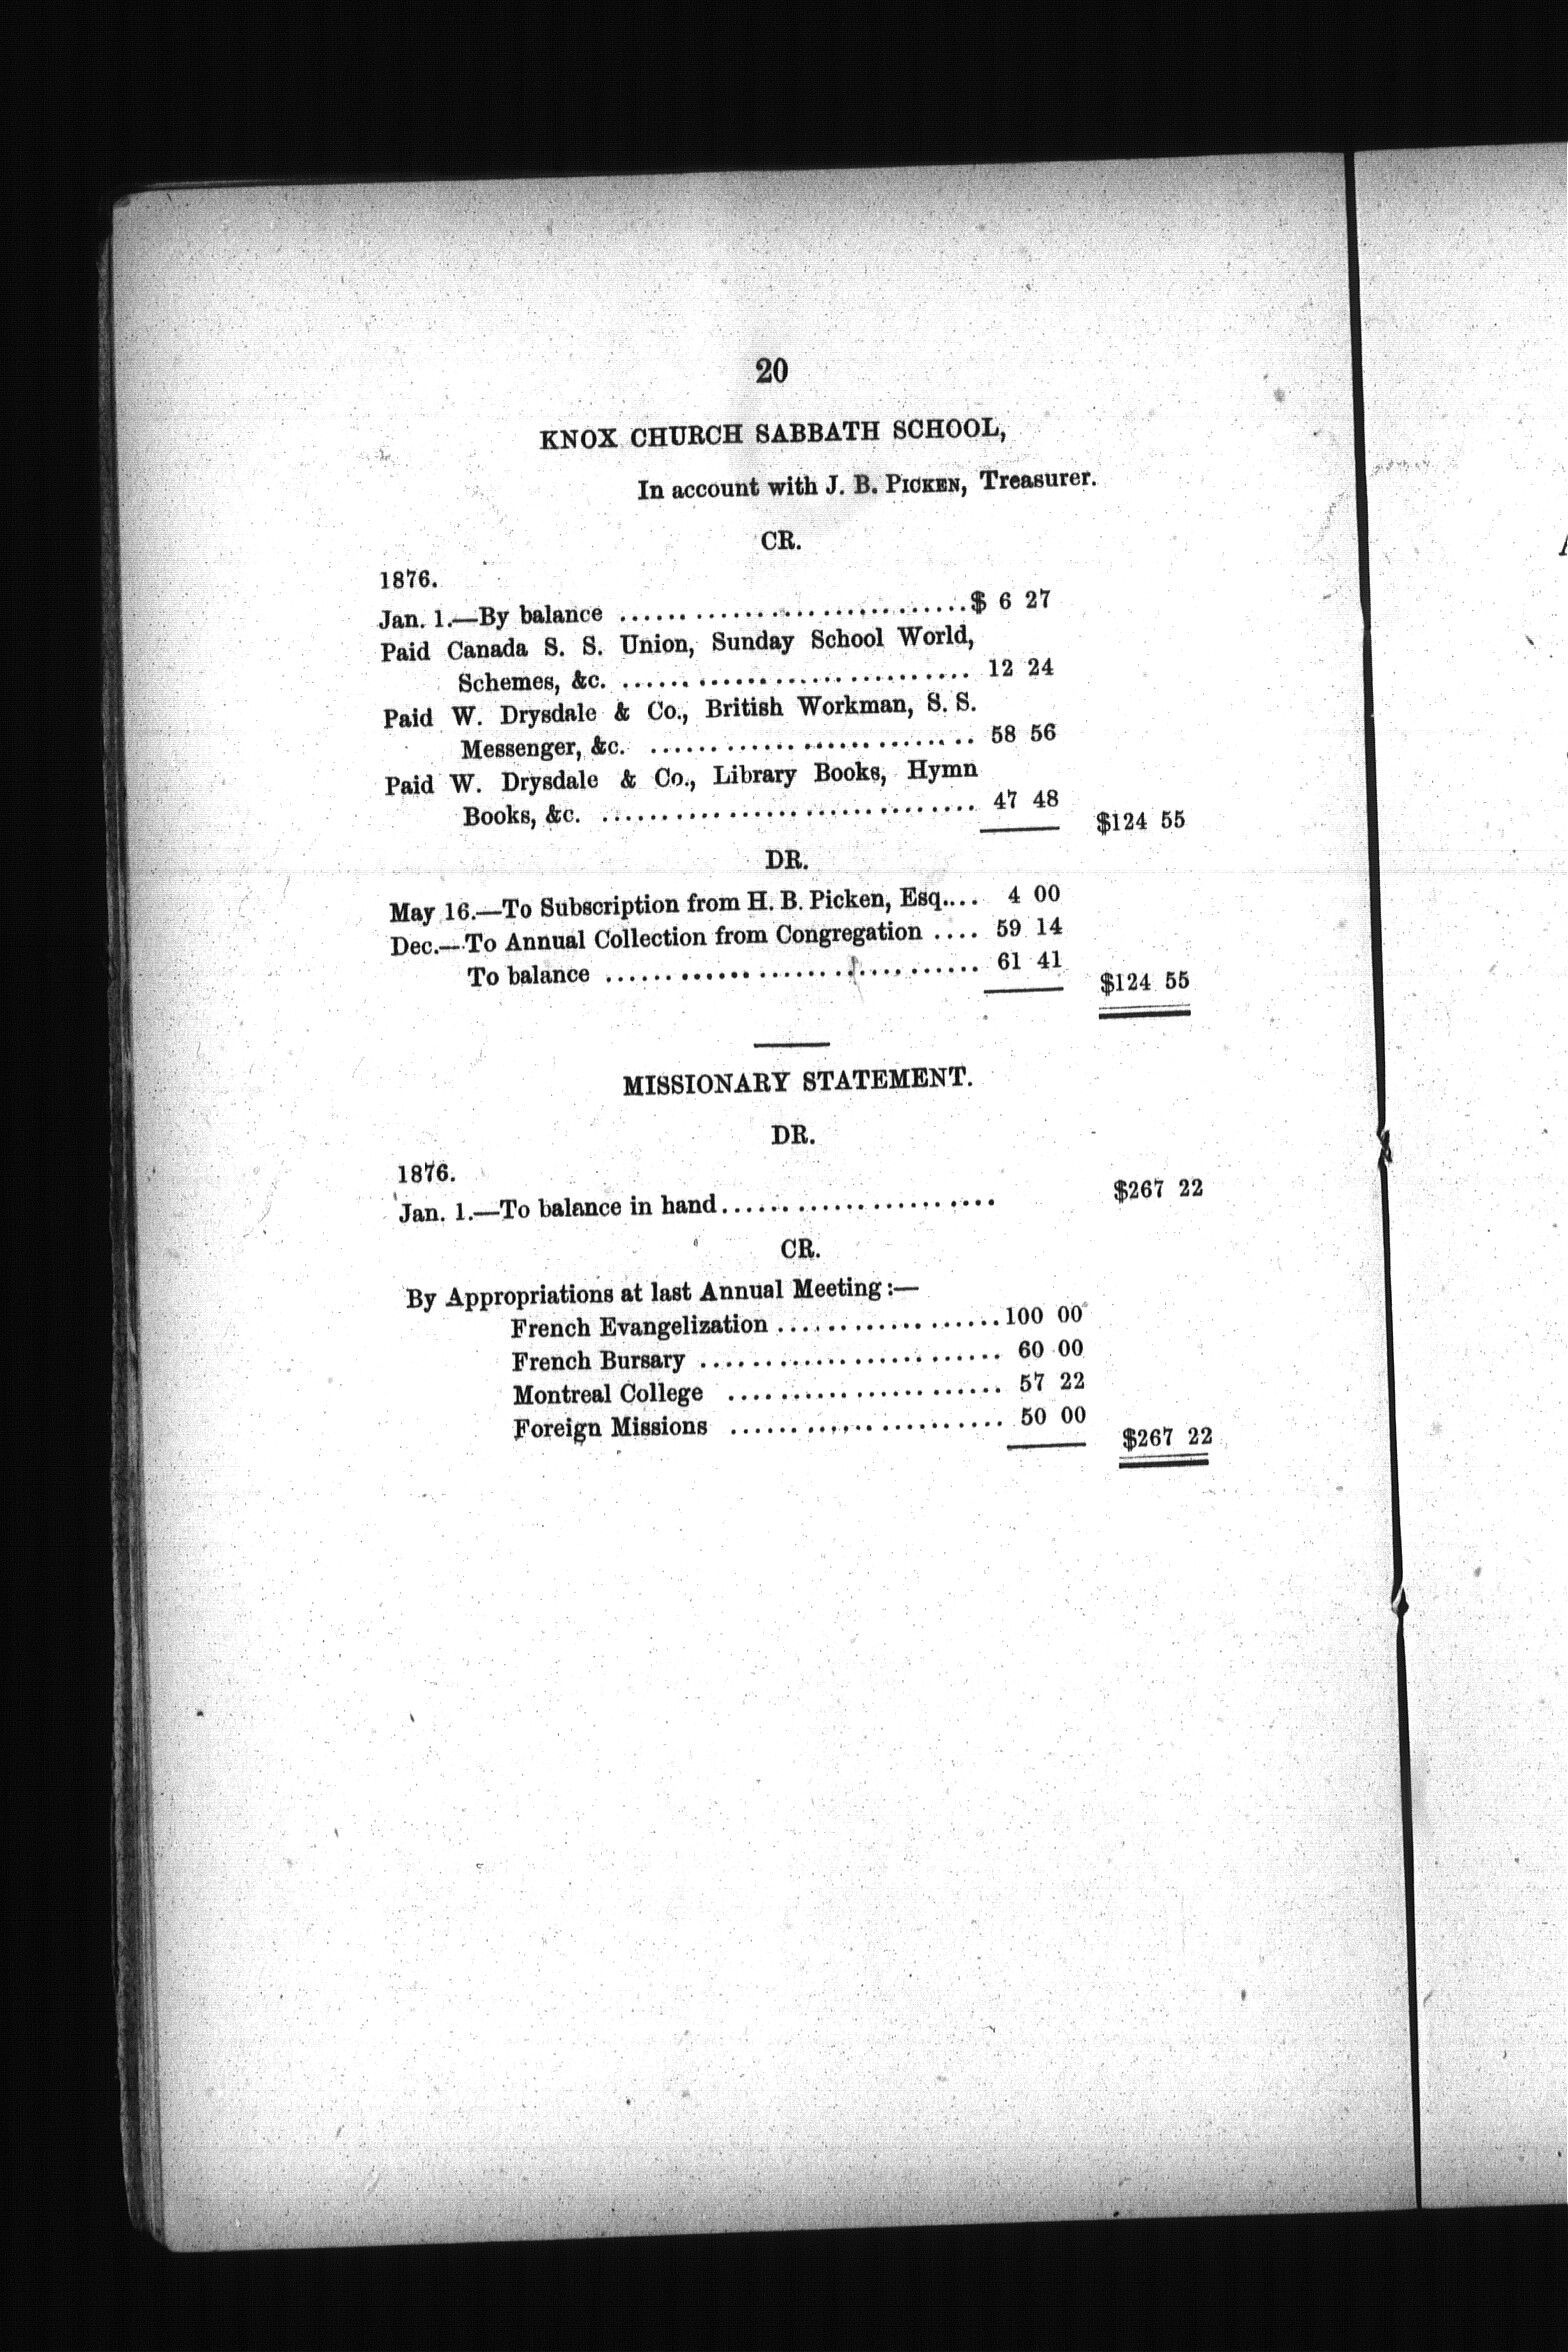 20
KNOX CHURCH SABBATH SCHOOL,
In account with J. B. PICKEN, Treasurer.
CR.
1876.
Jan. 1.—By balance ............................$ 6 27
Paid Canada S. S. Union, Sunday School World,
Schemes, &c. ............................ 12 24
Paid W. Drysdale & Co., British Workman, S. S.
Messenger, &c. ............................ 58 56
Paid W. Drysdale & Co., Library Books, Hymn
Books, &c. ............................ 47 48
$124 55
DR.
May 16.—To Subscription from H. B. Picken, Esq.... 4 00
Dec.—To Annual Collection from Congregation .... 59 14
To balance ............................ 61 41
$124 55
MISSIONARY STATEMENT.
DR.
1876.
Jan. 1.—To balance in hand...................... $267 22
CR.
By Appropriations at last Annual Meeting :—
French Evangelization ..................100 00
French Bursary ........................ 60 00
Montreal College ...................... 57 22
Foreign Missions ...................... 50 00
$267 22